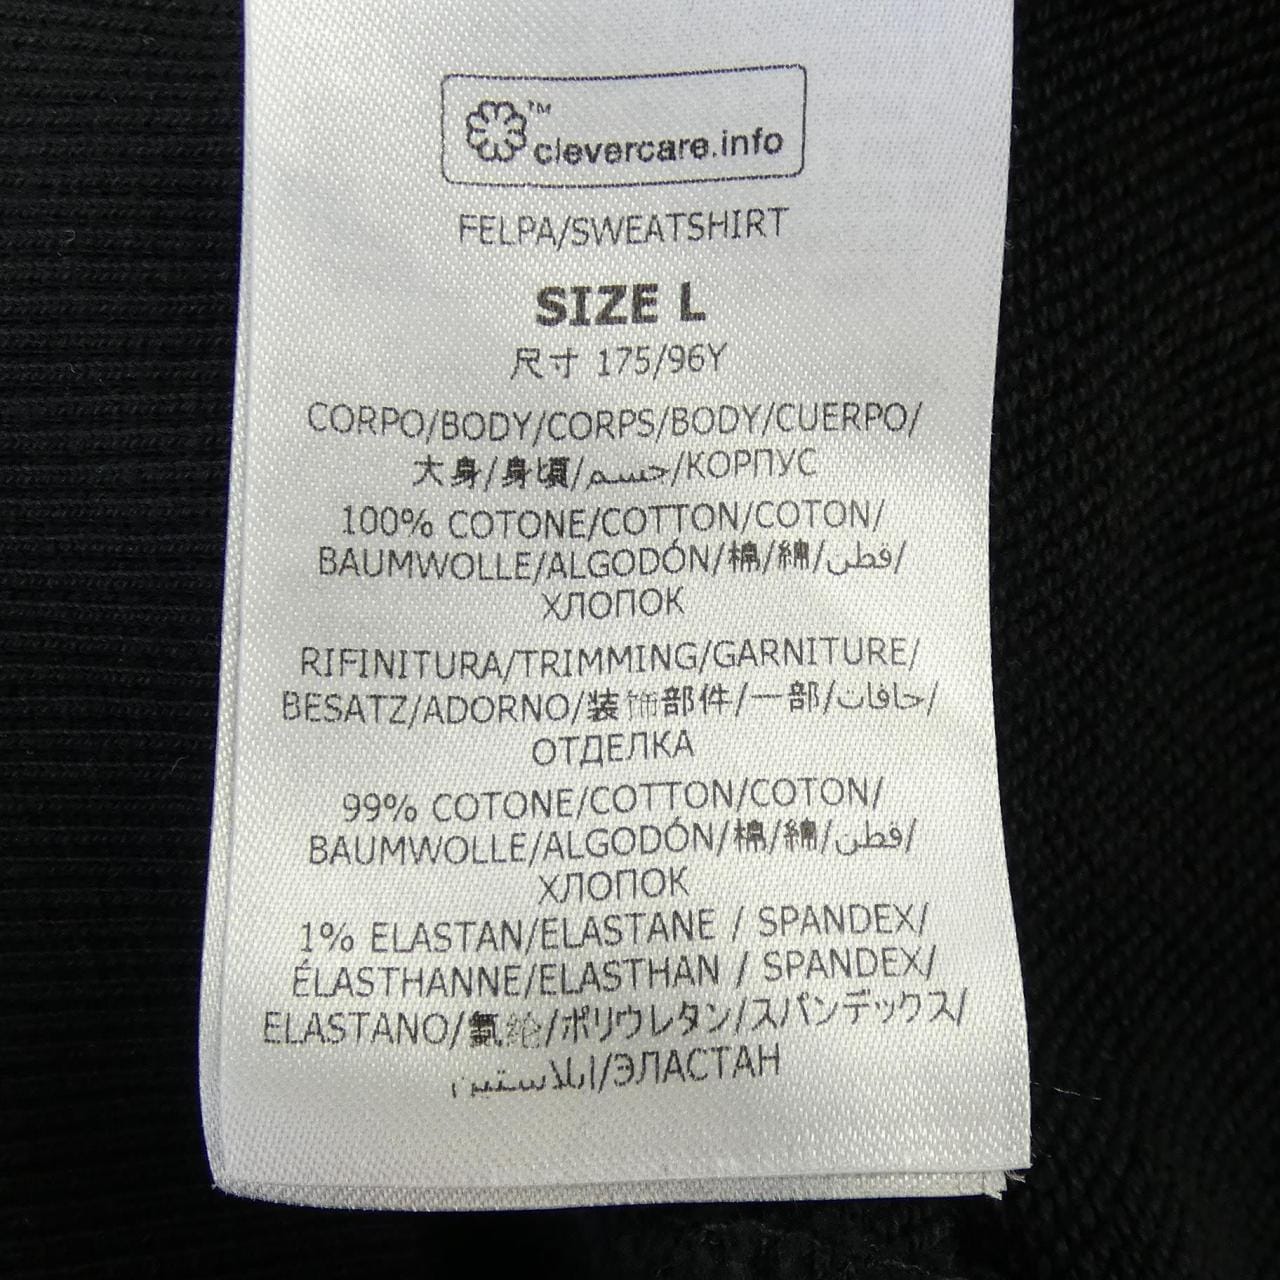 ™ clevercare.info
FELPA/SWEATSHIRT
SIZE L
尺寸 175/96Y
CORPO/BODY/CORPS/BODY/CUERPO/
大身/身頃/جسم/КОРПУС
100% COTONE/COTTON/COTON/
BAUMWOLLE/ALGODÓN/棉/綿/قطن/
ХЛОПОК
RIFINITURA/TRIMMING/GARNITURE/
BESATZ/ADORNO/装饰部件/一部/حافات/
ОТДЕЛКА
99% COTONE/COTTON/COTON/
BAUMWOLLE/ALGODÓN/棉/綿/قطن/
ХЛОПОК
1% ELASTAN/ELASTANE / SPANDEX/
ÉLASTHANNE/ELASTHAN / SPANDEX/
ELASTANO/氨纶/ポリウレタン/スパンデックス/
ايلاستين/ЭЛАСТАН